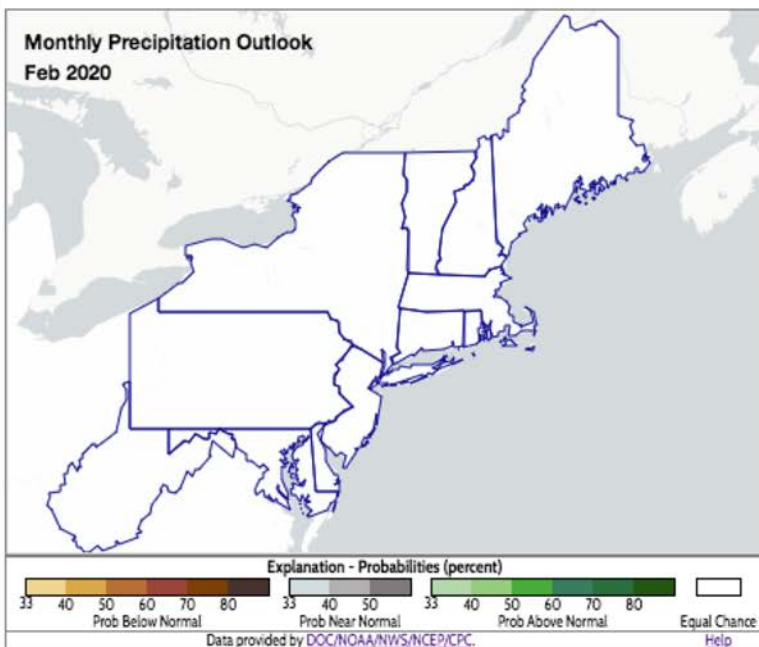 Monthly Precipitation Outlook
Feb 2020
Explanation - Probabilities (percent)
33 40 50 60 70 80 33 40 50 33 40 50 60 70 80
Prob Below Normal Prob Near Normal Prob Above Normal Equal Chance
Data provided by DOC/NOAA/NWS/NCEP/CPC. Help